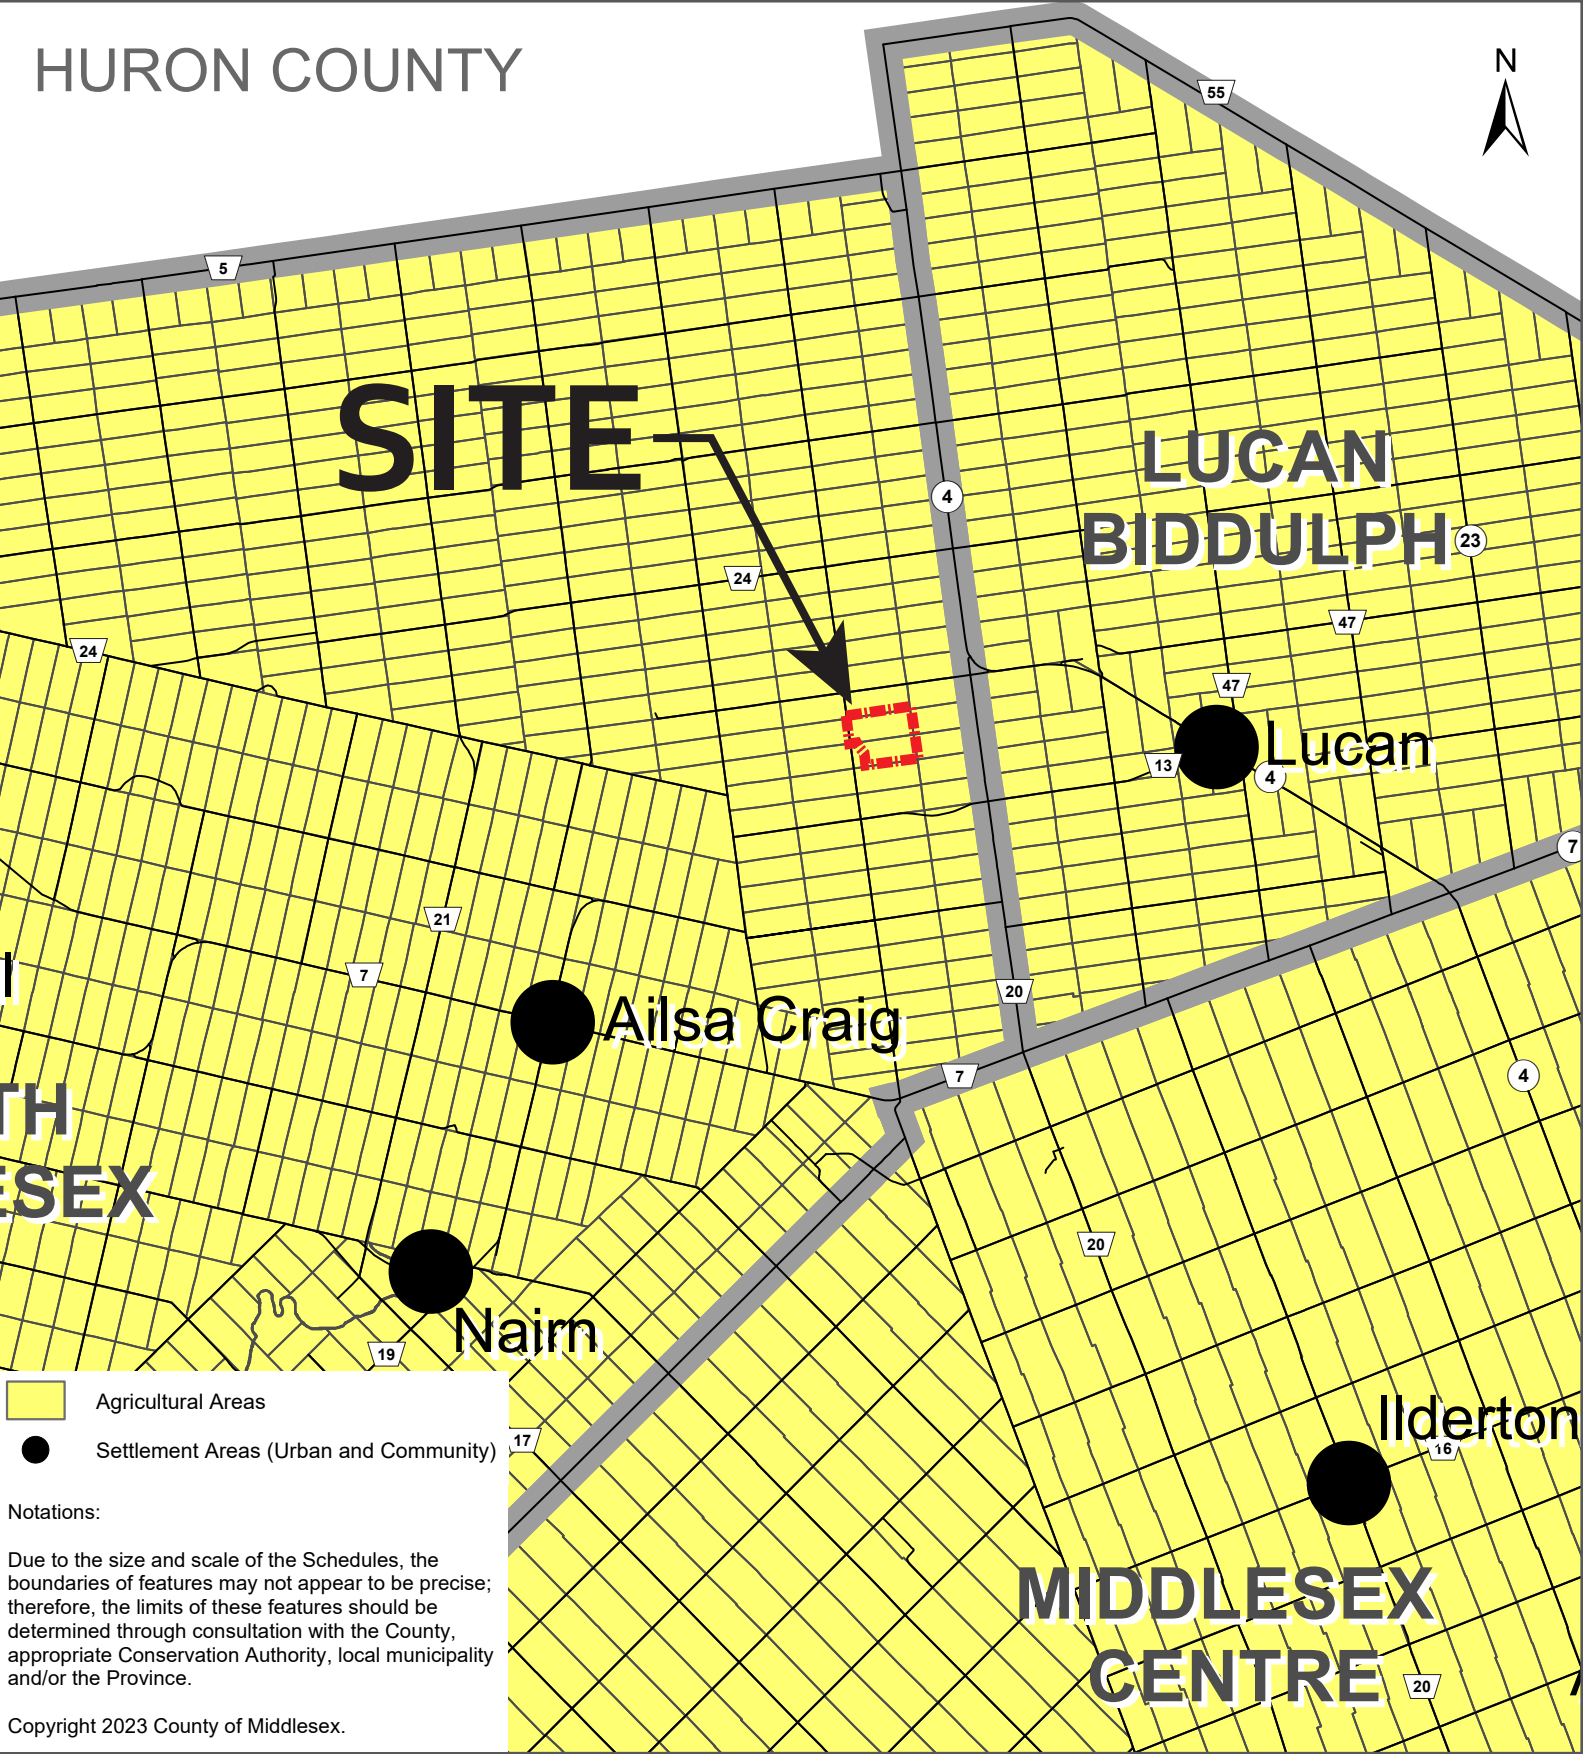 HURON COUNTY
N
55
5
SITE
4
LUCAN
BIDDULPH
23
24
47
24
47
Lucan
13
4
7
21
7
20
Ailsa Craig
7
4
TH
ESEX
20
Nairn
19
Agricultural Areas
Ilderton
17
16
Settlement Areas (Urban and Community)
Notations:
Due to the size and scale of the Schedules, the
boundaries of features may not appear to be precise;
therefore, the limits of these features should be
determined through consultation with the County,
appropriate Conservation Authority, local municipality
and/or the Province.
MIDDLESEX
CENTRE
20
Copyright 2023 County of Middlesex.